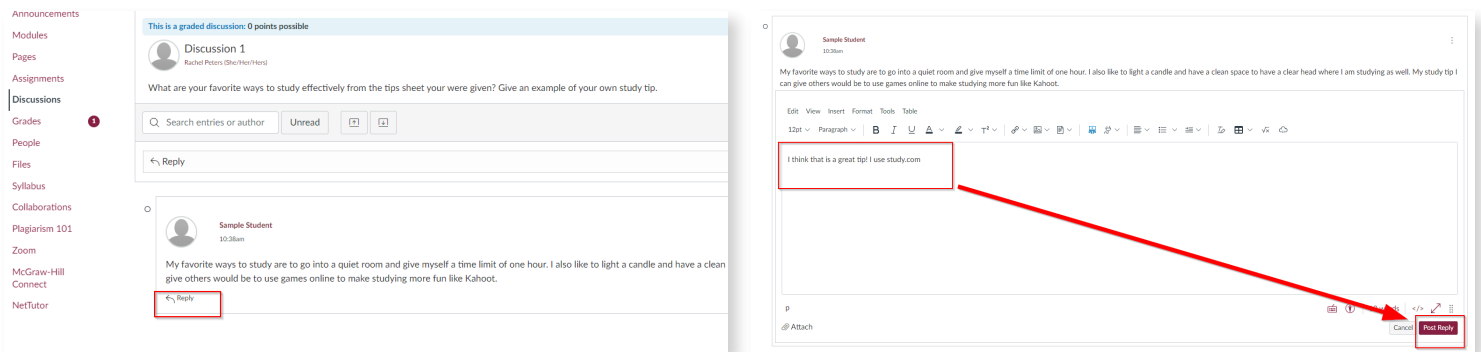 Announcements
Modules
Pages
Assignments
Discussions
Grades 1
People
Files
Syllabus
Collaborations
Plagiarism 101
Zoom
McGraw-Hill
Connect
NetTutor
This is a graded discussion: 0 points possible
Discussion 1
Rachel Peters (She/Her/Hers)
What are your favorite ways to study effectively from the tips sheet your were given? Give an example of your own study tip.
Search entries or author Unread
Reply
Sample Student
10:38am
My favorite ways to study are to go into a quiet room and give myself a time limit of one hour. I also like to light a candle and have a clean
give others would be to use games online to make studying more fun like Kahoot.
Reply
Sample Student
10:38am
My favorite ways to study are to go into a quiet room and give myself a time limit of one hour. I also like to light a candle and have a clean space to have a clear head where I am studying as well. My study tip I
can give others would be to use games online to make studying more fun like Kahoot.
Edit View Insert Format Tools Table
12pt Paragraph B I U A T²
I think that is a great tip! I use study.com
p
</>
Attach
Cancel Post Reply